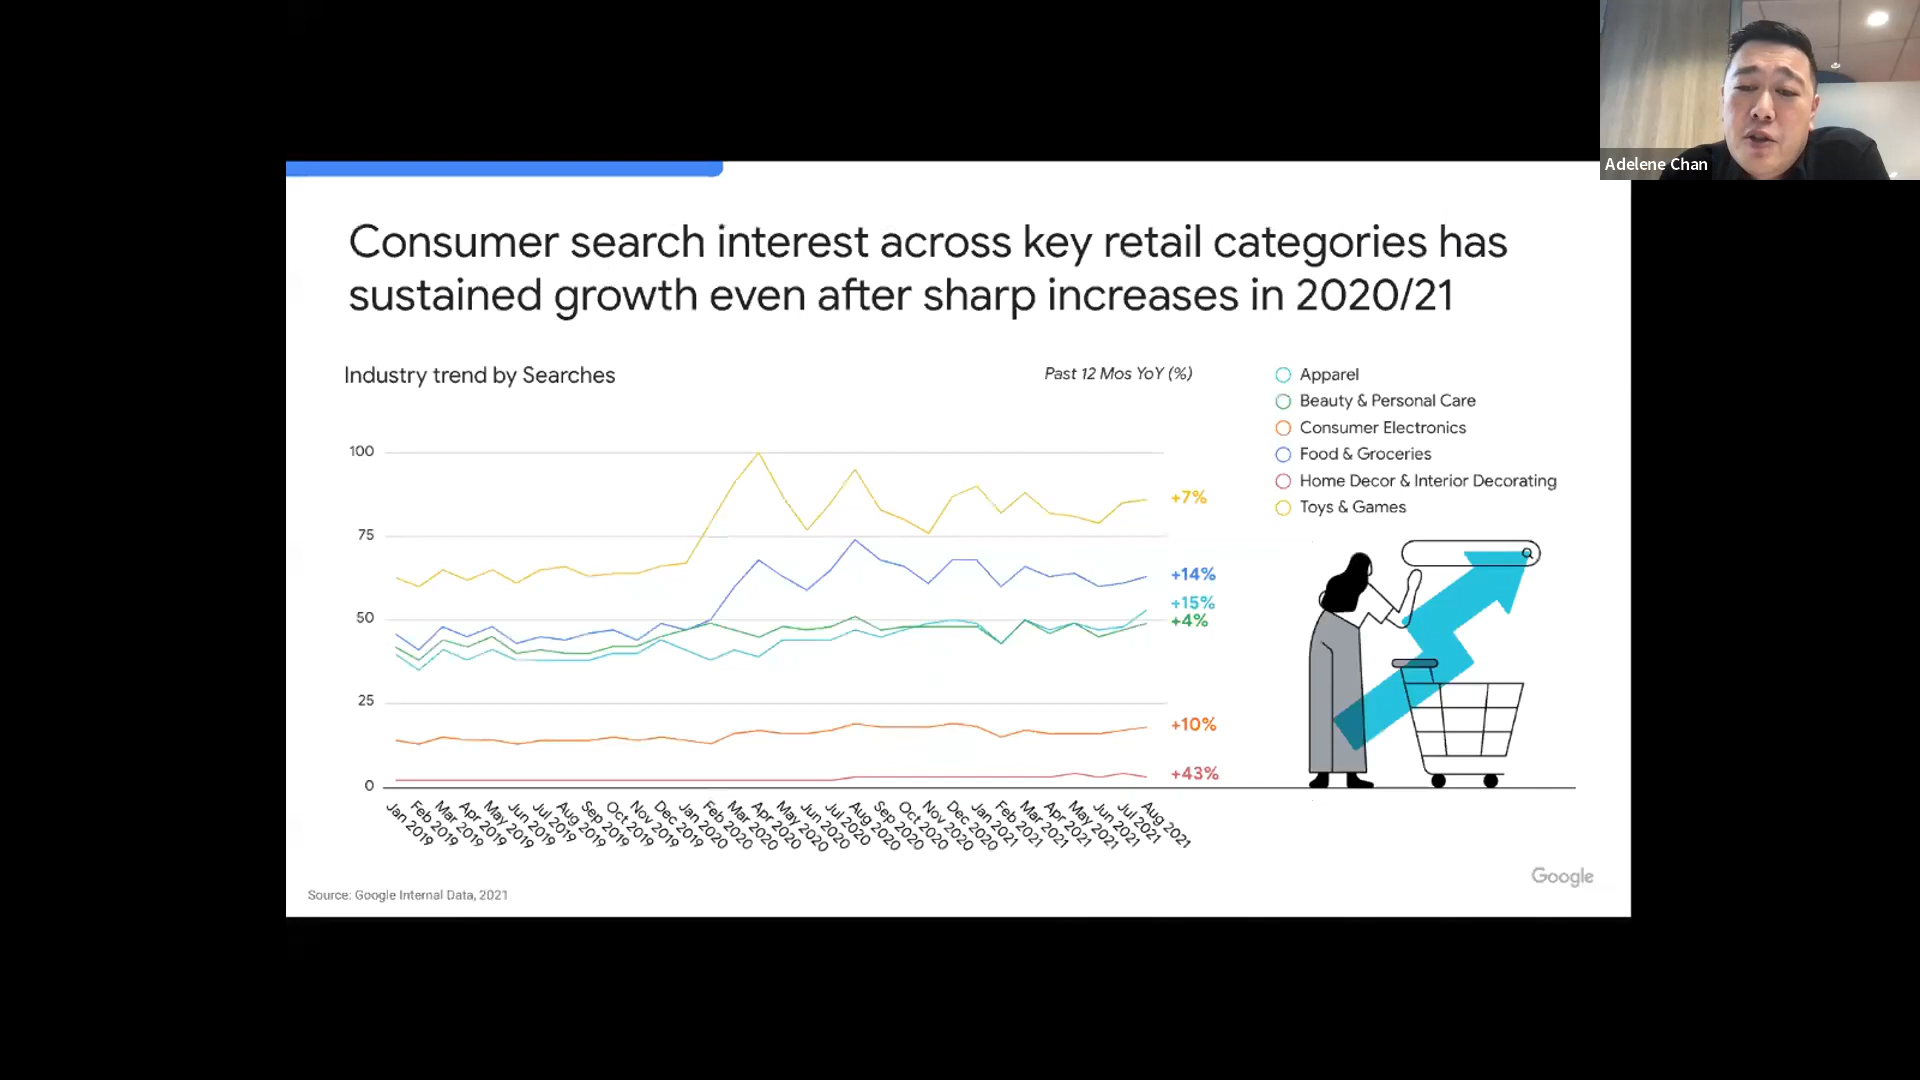 Adelene Chan
Consumer search interest across key retail categories has
sustained growth even after sharp increases in 2020/21
Industry trend by Searches
Past 12 Mos YoY (%)
Apparel
Beauty & Personal Care
Consumer Electronics
Food & Groceries
Home Decor & Interior Decorating
Toys & Games
100
75
50
25
0
+7%
+14%
+15%
+4%
+10%
+43%
Jan 2019
Feb 2019
Mar 2019
Apr 2019
May 2019
Jun 2019
Jul 2019
Aug 2019
Sep 2019
Oct 2019
Nov 2019
Dec 2019
Jan 2020
Feb 2020
Mar 2020
Apr 2020
May 2020
Jun 2020
Jul 2020
Aug 2020
Sep 2020
Oct 2020
Nov 2020
Dec 2020
Jan 2021
Feb 2021
Mar 2021
Apr 2021
May 2021
Jun 2021
Jul 2021
Aug 2021
Source: Google Internal Data, 2021
Google